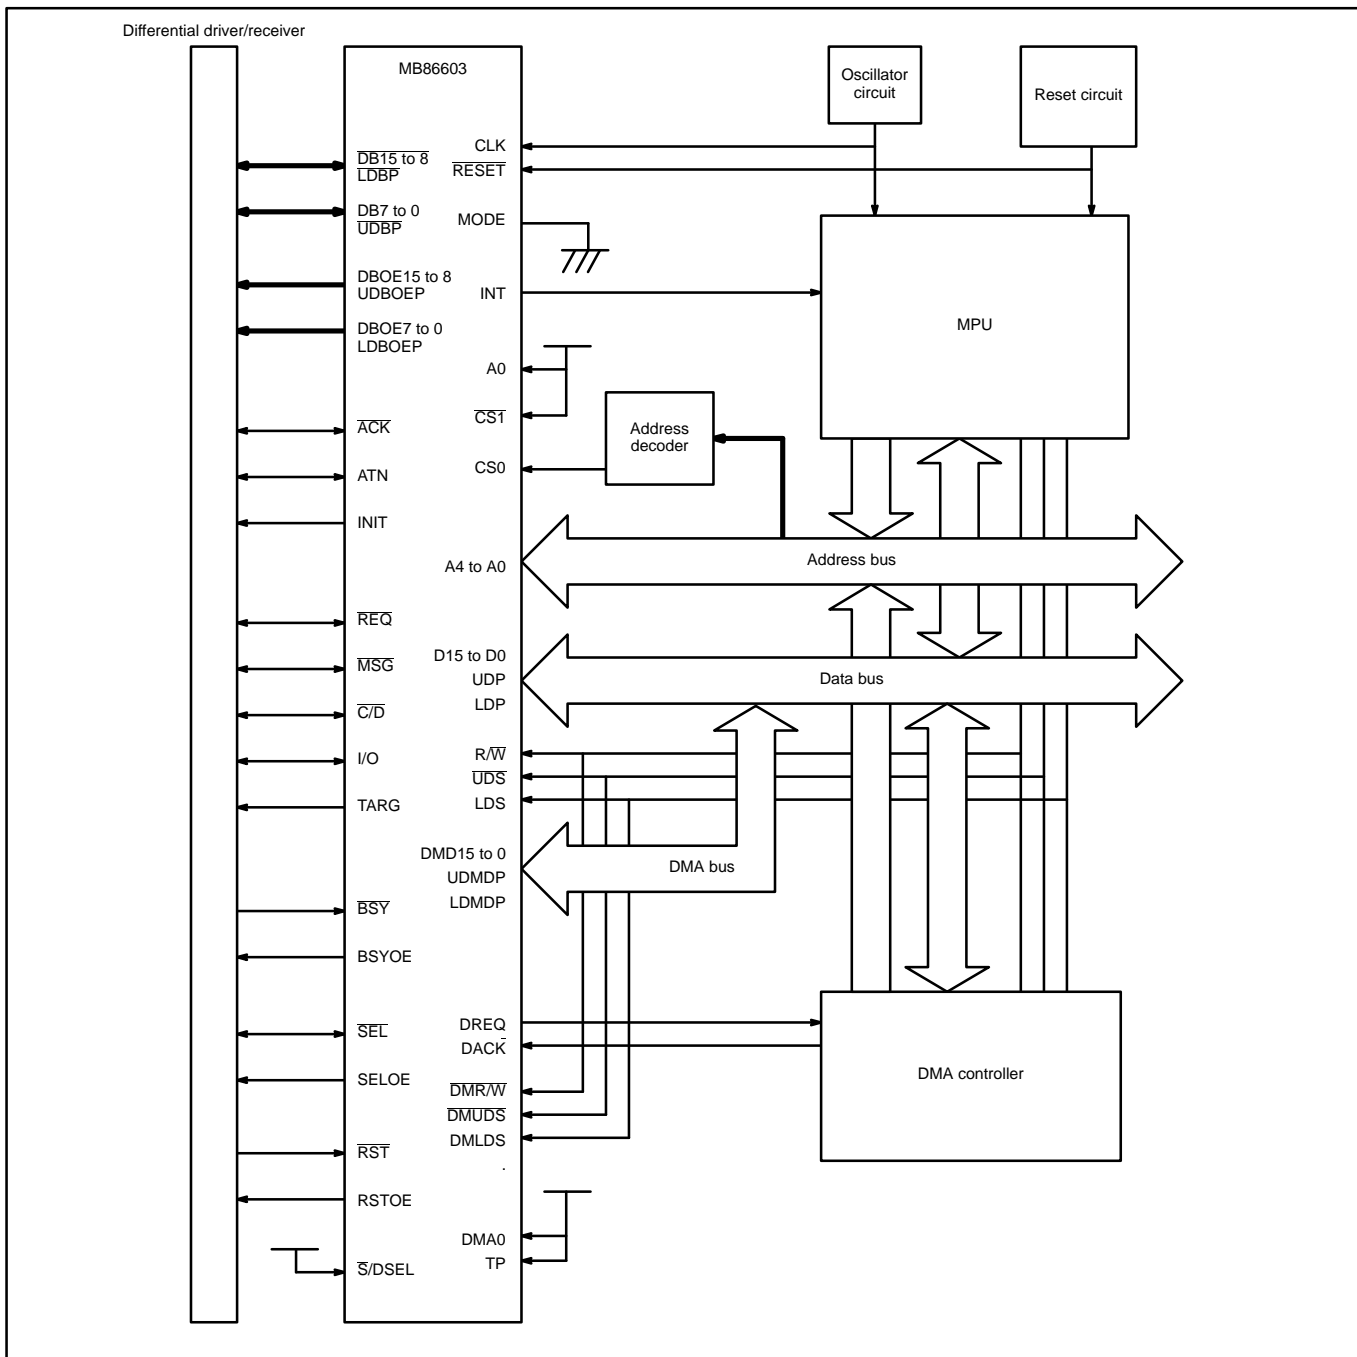 Differential driver/receiver
MB86603
Oscillator
circuit
Reset circuit
CLK
RESET
DB15 to 8
LDBP
DB7 to 0
UDBP
MODE
DBOE15 to 8
UDBOEP
INT
MPU
DBOE7 to 0
LDBOEP
A0
CS1
Address
decoder
ACK
CS0
ATN
INIT
A4 to A0
Address bus
REQ
D15 to D0
MSG
UDP
Data bus
LDP
C/D
R/W
I/O
UDS
LDS
TARG
DMD15 to 0
UDMDP
DMA bus
LDMDP
BSY
BSYOE
DREQ
SEL
DACK
DMA controller
SELOE
DMR/W
DMUDS
DMLDS
RST
.
RSTOE
DMA0
TP
S/DSEL